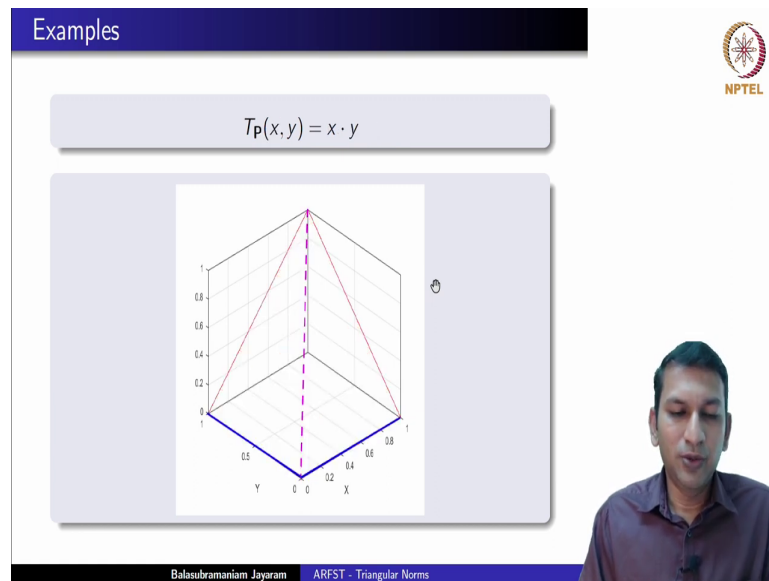 Examples
NPTEL
T_P(x, y) = x · y
1
0.8
0.6
0.4
0.2
0
1
0.5
0
Y
0
0.2
0.4
0.6
0.8
1
X
Balasubramaniam Jayaram
ARFST - Triangular Norms